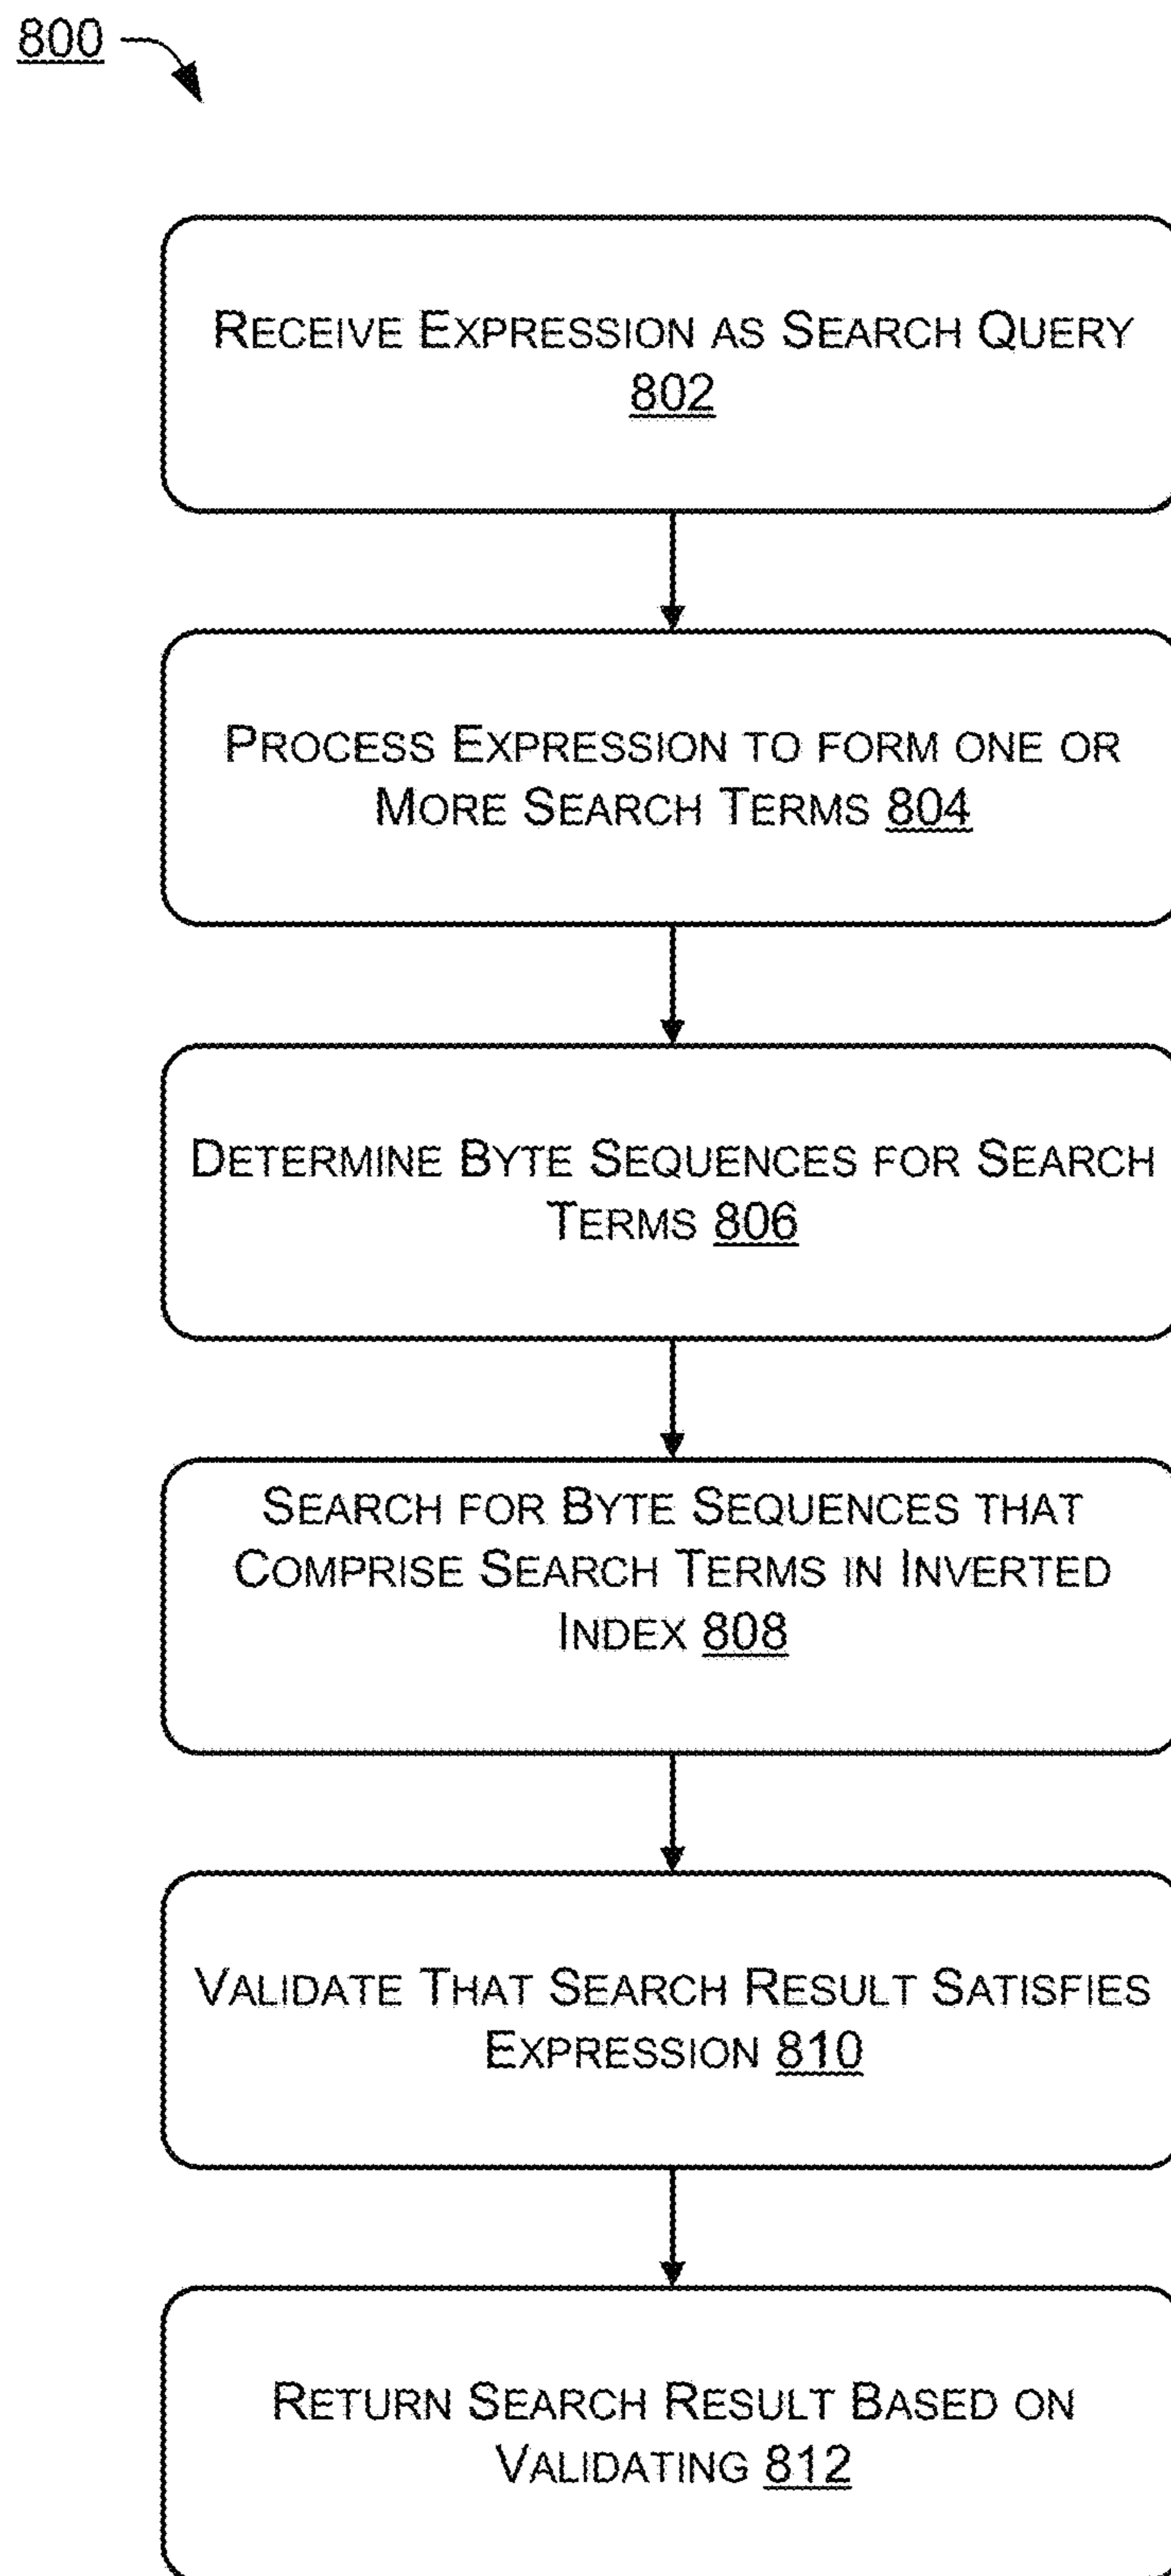 800
RECEIVE EXPRESSION AS SEARCH QUERY
802
PROCESS EXPRESSION TO FORM ONE OR
MORE SEARCH TERMS 804
DETERMINE BYTE SEQUENCES FOR SEARCH
TERMS 806
SEARCH FOR BYTE SEQUENCES THAT
COMPRISE SEARCH TERMS IN INVERTED
INDEX 808
VALIDATE THAT SEARCH RESULT SATISFIES
EXPRESSION 810
RETURN SEARCH RESULT BASED ON
VALIDATING 812